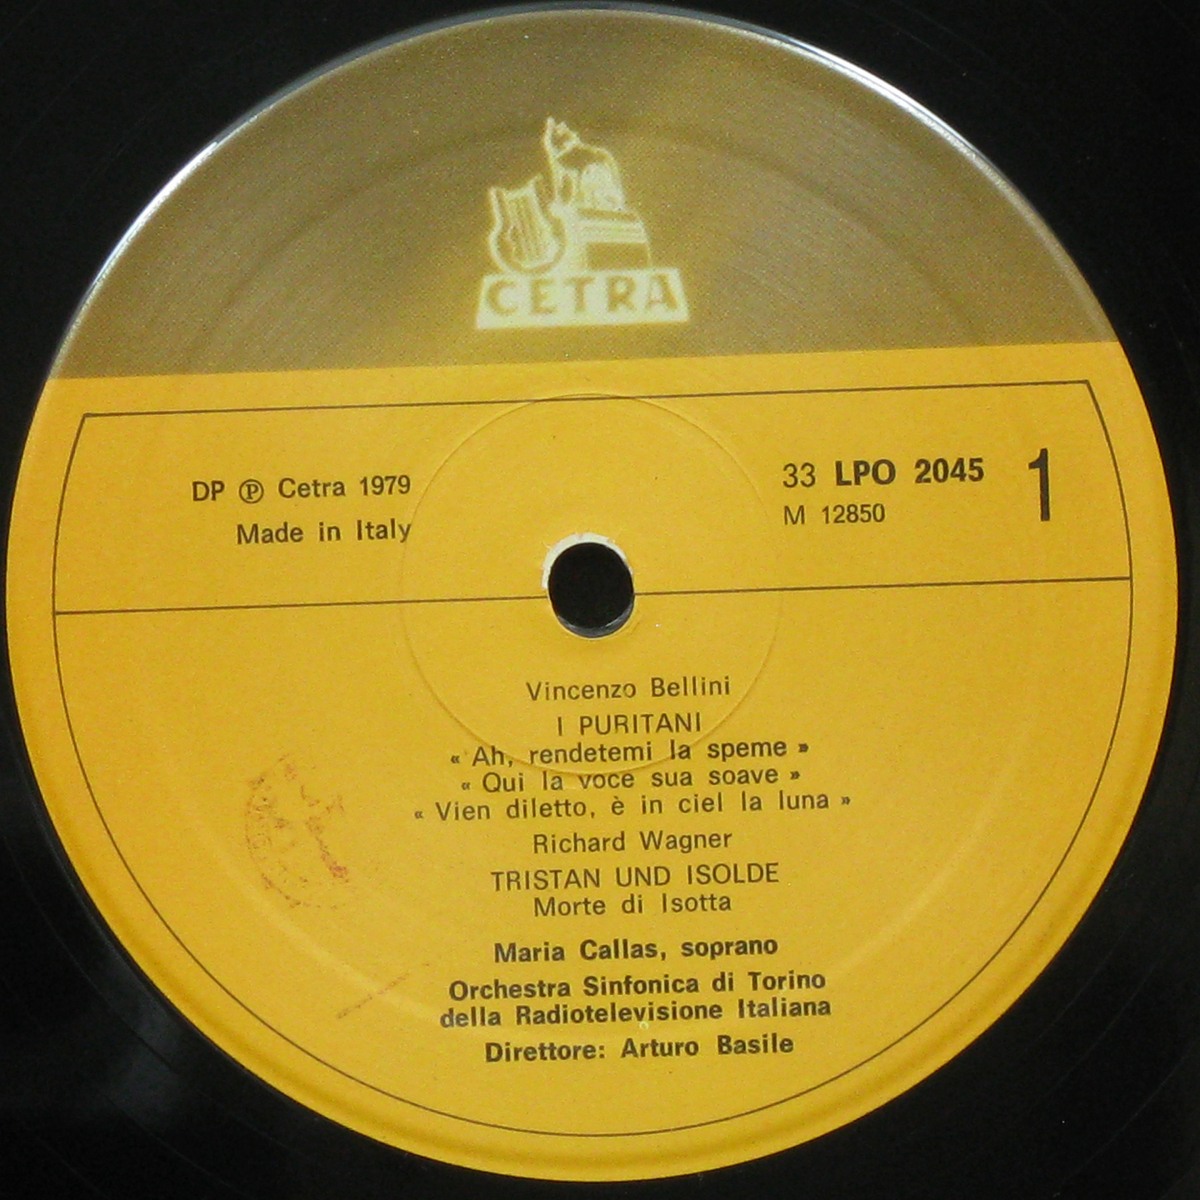 CETRA
DP ℗ Cetra 1979
Made in Italy
33 LPO 2045
M 12850
1
Vincenzo Bellini
I PURITANI
« Ah, rendetemi la speme »
« Qui la voce sua soave »
« Vien diletto, è in ciel la luna »
Richard Wagner
TRISTAN UND ISOLDE
Morte di Isotta
Maria Callas, soprano
Orchestra Sinfonica di Torino
della Radiotelevisione Italiana
Direttore: Arturo Basile